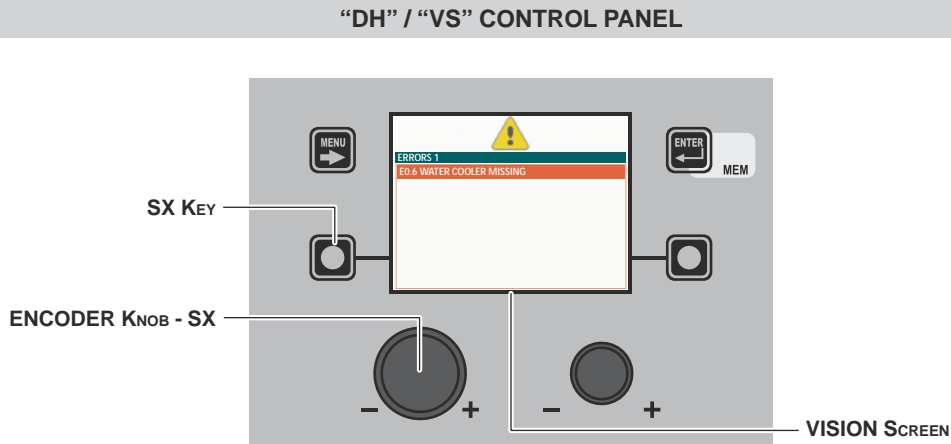 “DH” / “VS” CONTROL PANEL
MENU
ENTER
MEM
ERRORS 1
E0.6 WATER COOLER MISSING
SX KEY
ENCODER KNOB - SX
– +
– +
VISION SCREEN